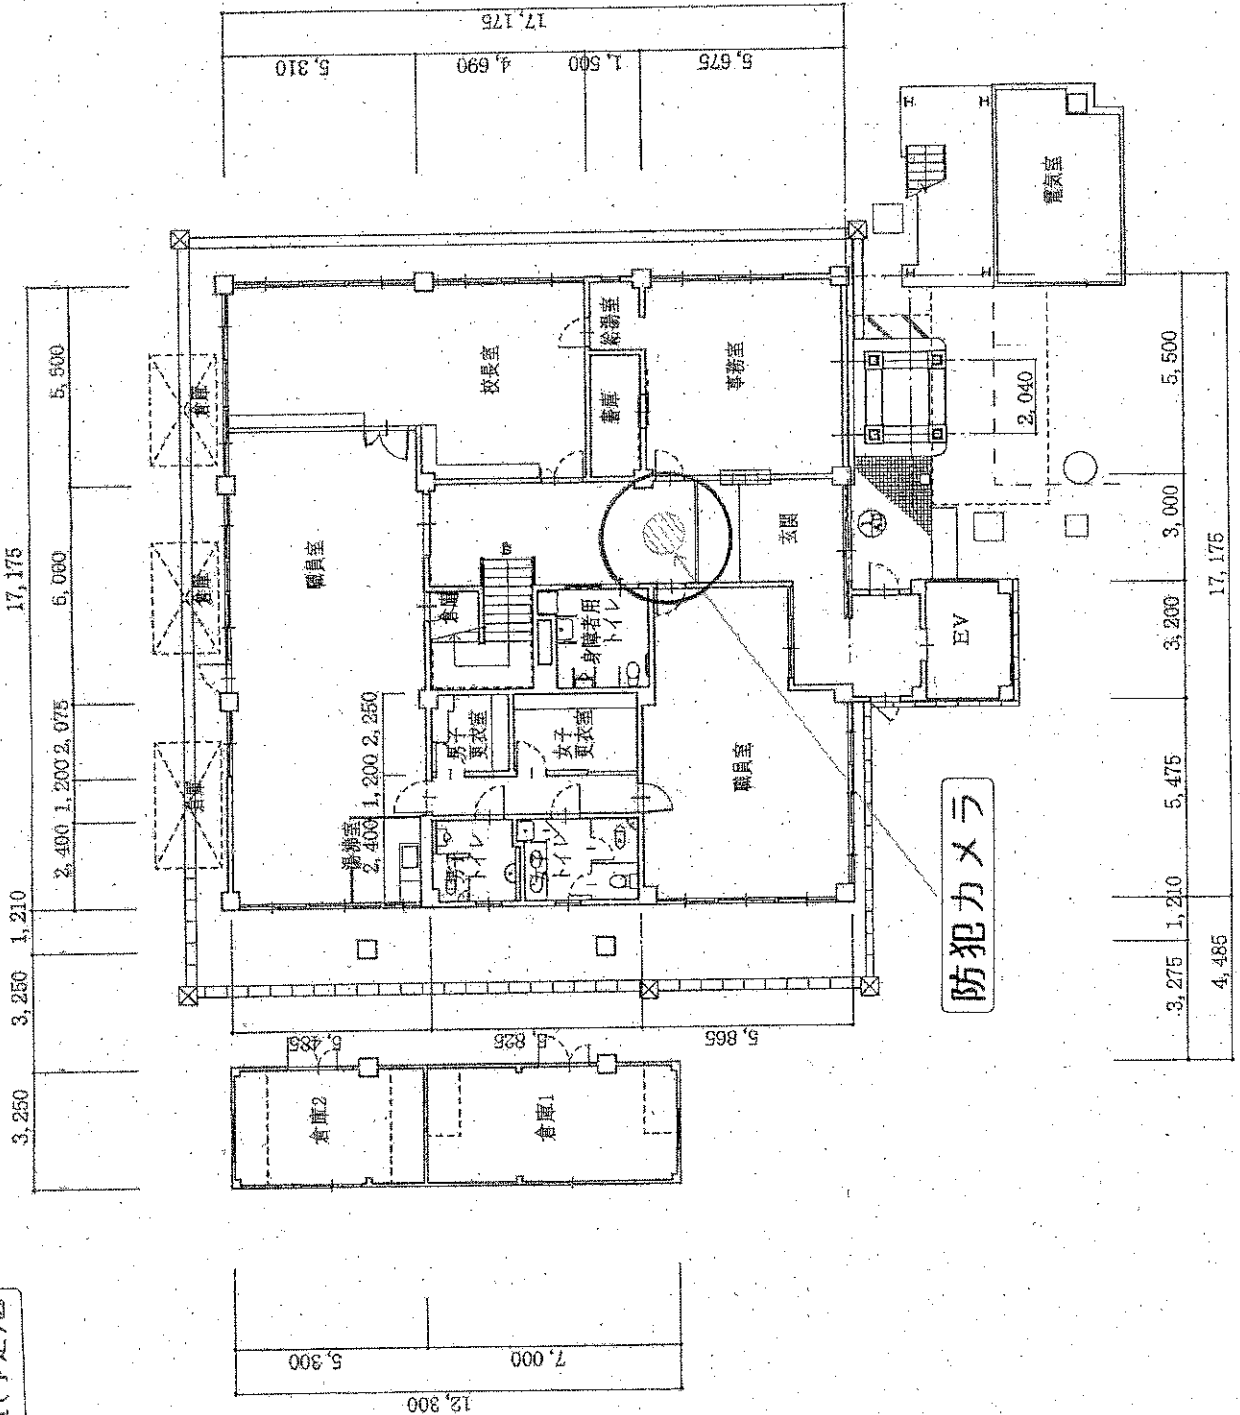 17,175
5,310
4,690
1,500
5,675
17,175
5,500
6,000
2,075
1,200
2,400
1,210
3,250
3,250
倉庫
倉庫
倉庫
職員室
校長室
給湯室
書庫
事務室
電気室
玄関
倉庫
UP
身障者用
トイレ
男子
更衣室
女子
更衣室
2,250
1,200
2,400
湯沸室
男子
トイレ
トイレ
職員室
EV
2,040
5,500
3,000
3,200
5,475
1,210
3,275
17,175
4,485
防犯カメラ
5,485
5,825
5,865
倉庫2
倉庫1
5,300
7,000
12,300